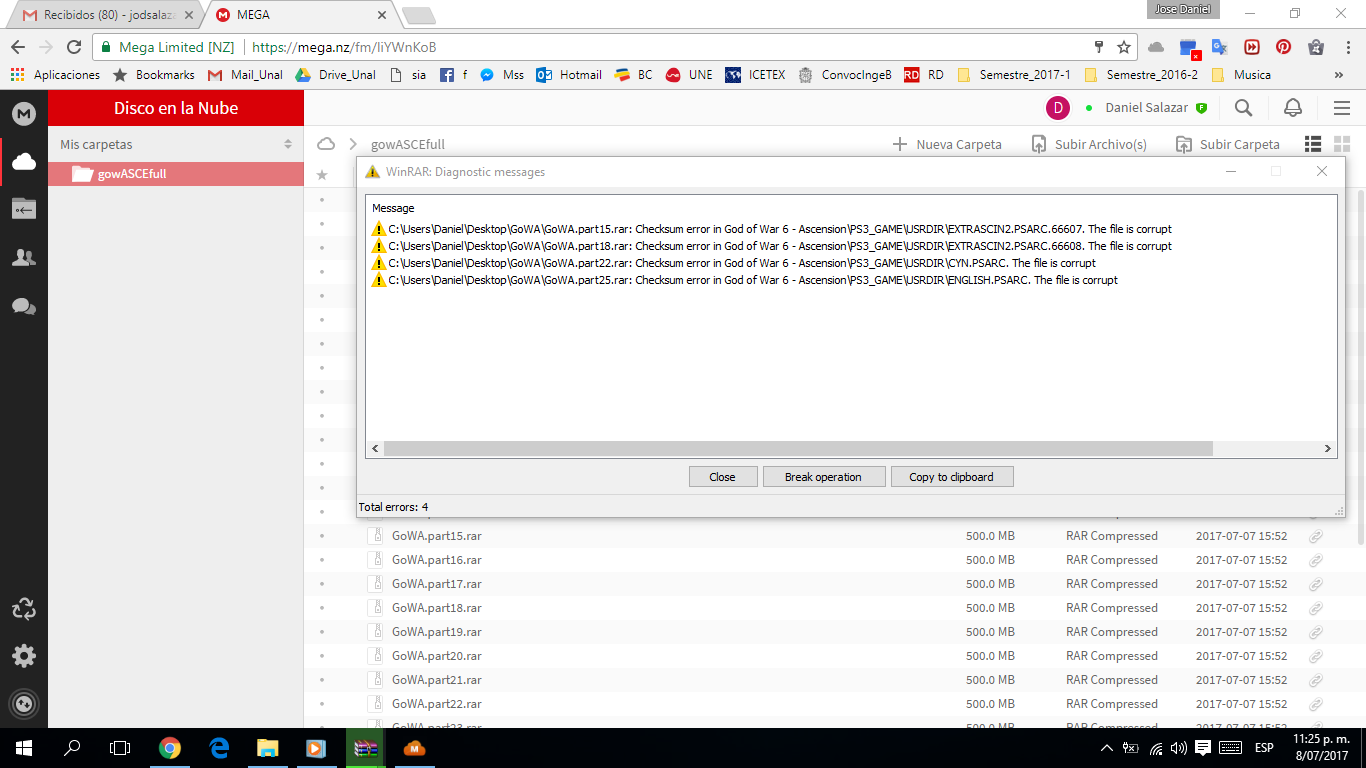 Recibidos (80) - jodsalaza
MEGA
Jose Daniel
Mega Limited [NZ]
https://mega.nz/fm/liYWnKoB
Aplicaciones
Bookmarks
Mail_Unal
Drive_Unal
sia
f
Mss
Hotmail
BC
UNE
ICETEX
ConvocIngeB
RD
RD
Semestre_2017-1
Semestre_2016-2
Musica
»
Disco en la Nube
D
Daniel Salazar
Mis carpetas
gowASCEfull
Nueva Carpeta
Subir Archivo(s)
Subir Carpeta
gowASCEfull
WinRAR: Diagnostic messages
Message
C:\Users\Daniel\Desktop\GoWA\GoWA.part15.rar: Checksum error in God of War 6 - Ascension\PS3_GAME\USRDIR\EXTRASCIN2.PSARC.66607. The file is corrupt
C:\Users\Daniel\Desktop\GoWA\GoWA.part18.rar: Checksum error in God of War 6 - Ascension\PS3_GAME\USRDIR\EXTRASCIN2.PSARC.66608. The file is corrupt
C:\Users\Daniel\Desktop\GoWA\GoWA.part22.rar: Checksum error in God of War 6 - Ascension\PS3_GAME\USRDIR\CYN.PSARC. The file is corrupt
C:\Users\Daniel\Desktop\GoWA\GoWA.part25.rar: Checksum error in God of War 6 - Ascension\PS3_GAME\USRDIR\ENGLISH.PSARC. The file is corrupt
Close
Break operation
Copy to clipboard
Total errors: 4
GoWA.part15.rar 500.0 MB RAR Compressed 2017-07-07 15:52
GoWA.part16.rar 500.0 MB RAR Compressed 2017-07-07 15:52
GoWA.part17.rar 500.0 MB RAR Compressed 2017-07-07 15:52
GoWA.part18.rar 500.0 MB RAR Compressed 2017-07-07 15:52
GoWA.part19.rar 500.0 MB RAR Compressed 2017-07-07 15:52
GoWA.part20.rar 500.0 MB RAR Compressed 2017-07-07 15:52
GoWA.part21.rar 500.0 MB RAR Compressed 2017-07-07 15:52
GoWA.part22.rar 500.0 MB RAR Compressed 2017-07-07 15:52
GoWA.part23.rar 500.0 MB RAR Compressed 2017-07-07 15:52
ESP
11:25 p. m.
8/07/2017